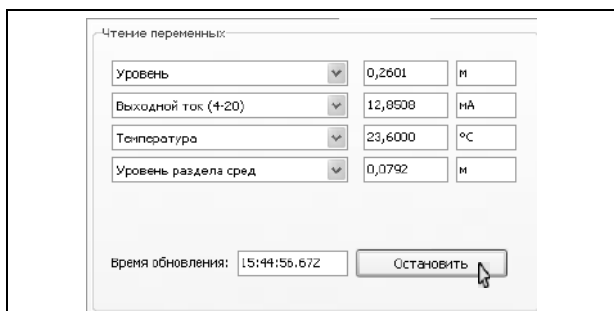 Чтение переменных
Уровень 0,2601 м
Выходной ток (4-20) 12,8508 мА
Температура 23,6000 °C
Уровень раздела сред 0,0792 м
Время обновления: 15:44:56.672 Остановить